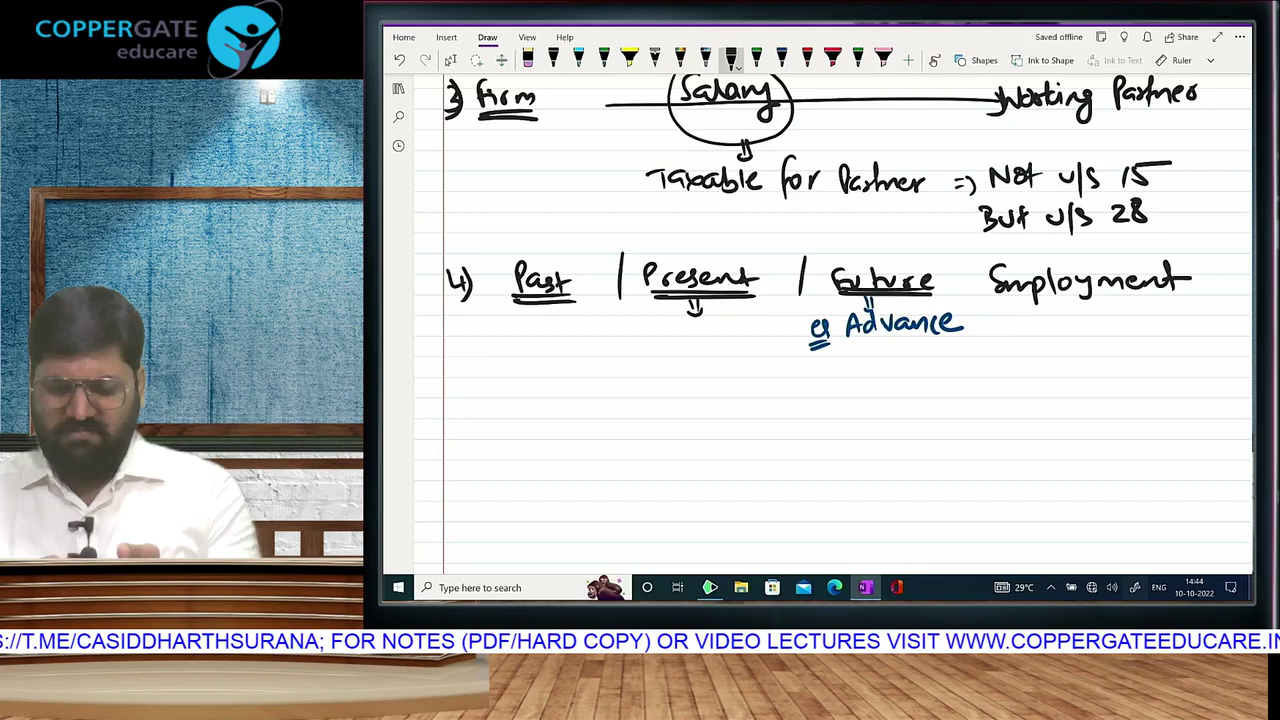 COPPERGATE
educare
Home Insert Draw View Help
Saved offline Share
Shapes Ink to Shape Ink to Text Ruler
3) Firm Salary Working Partner
Taxable for Partner => Not u/s 15
But u/s 28
4) Past | Present | Future Employment
eg Advance
Type here to search
29°C ENG 14:44
10-10-2022
S://T.ME/CASIDDHARTHSURANA; FOR NOTES (PDF/HARD COPY) OR VIDEO LECTURES VISIT WWW.COPPERGATEEDUCARE.IN